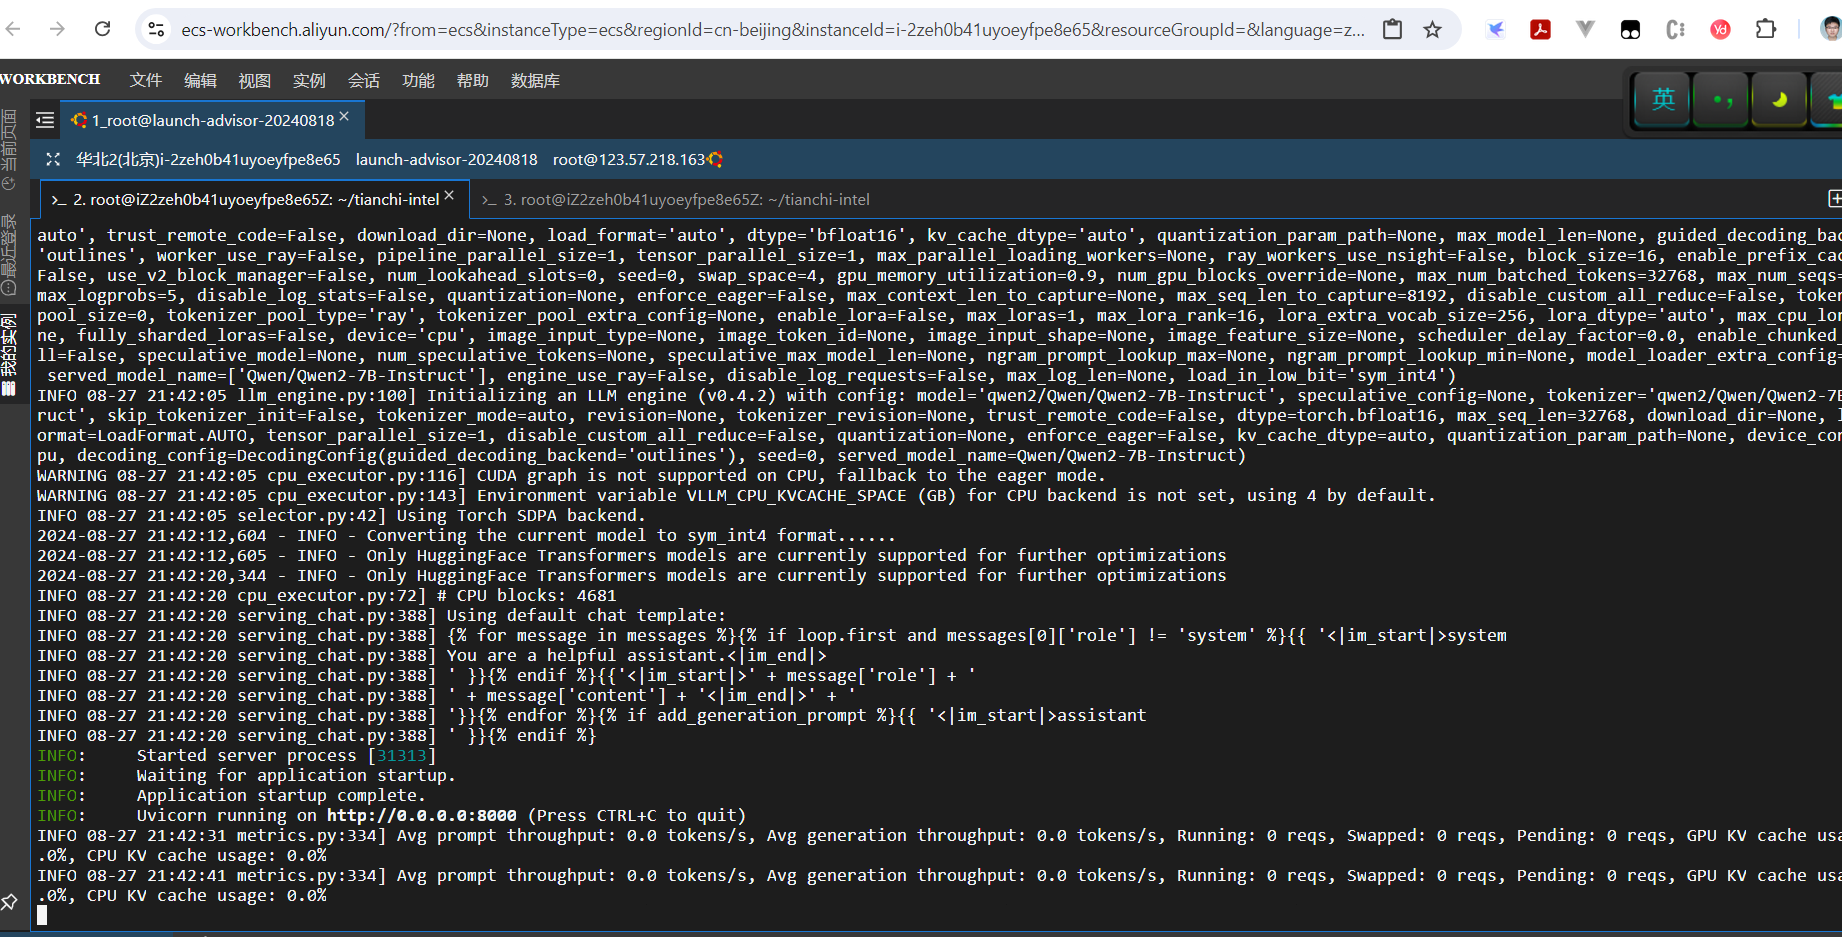 ecs-workbench.aliyun.com/?from=ecs&instanceType=ecs&regionId=cn-beijing&instanceId=i-2zeh0b41uyoeyfpe8e65&resourceGroupId=&language=z...
WORKBENCH 文件 编辑 视图 实例 会话 功能 帮助 数据库
英
1_root@launch-advisor-20240818
华北2(北京)i-2zeh0b41uyoeyfpe8e65 launch-advisor-20240818 root@123.57.218.163
当前页面
最近登录
我的实例
>_ 2. root@iZ2zeh0b41uyoeyfpe8e65Z: ~/tianchi-intel >_ 3. root@iZ2zeh0b41uyoeyfpe8e65Z: ~/tianchi-intel
auto', trust_remote_code=False, download_dir=None, load_format='auto', dtype='bfloat16', kv_cache_dtype='auto', quantization_param_path=None, max_model_len=None, guided_decoding_bac
'outlines', worker_use_ray=False, pipeline_parallel_size=1, tensor_parallel_size=1, max_parallel_loading_workers=None, ray_workers_use_nsight=False, block_size=16, enable_prefix_cac
False, use_v2_block_manager=False, num_lookahead_slots=0, seed=0, swap_space=4, gpu_memory_utilization=0.9, num_gpu_blocks_override=None, max_num_batched_tokens=32768, max_num_seqs=
max_logprobs=5, disable_log_stats=False, quantization=None, enforce_eager=False, max_context_len_to_capture=None, max_seq_len_to_capture=8192, disable_custom_all_reduce=False, token
pool_size=0, tokenizer_pool_type='ray', tokenizer_pool_extra_config=None, enable_lora=False, max_loras=1, max_lora_rank=16, lora_extra_vocab_size=256, lora_dtype='auto', max_cpu_lor
ne, fully_sharded_loras=False, device='cpu', image_input_type=None, image_token_id=None, image_input_shape=None, image_feature_size=None, scheduler_delay_factor=0.0, enable_chunked_
ll=False, speculative_model=None, num_speculative_tokens=None, speculative_max_model_len=None, ngram_prompt_lookup_max=None, ngram_prompt_lookup_min=None, model_loader_extra_config=
served_model_name=['Qwen/Qwen2-7B-Instruct'], engine_use_ray=False, disable_log_requests=False, max_log_len=None, load_in_low_bit='sym_int4')
INFO 08-27 21:42:05 llm_engine.py:100] Initializing an LLM engine (v0.4.2) with config: model='qwen2/Qwen/Qwen2-7B-Instruct', speculative_config=None, tokenizer='qwen2/Qwen/Qwen2-7B
ruct', skip_tokenizer_init=False, tokenizer_mode=auto, revision=None, tokenizer_revision=None, trust_remote_code=False, dtype=torch.bfloat16, max_seq_len=32768, download_dir=None, l
ormat=LoadFormat.AUTO, tensor_parallel_size=1, disable_custom_all_reduce=False, quantization=None, enforce_eager=False, kv_cache_dtype=auto, quantization_param_path=None, device_con
pu, decoding_config=DecodingConfig(guided_decoding_backend='outlines'), seed=0, served_model_name=Qwen/Qwen2-7B-Instruct)
WARNING 08-27 21:42:05 cpu_executor.py:116] CUDA graph is not supported on CPU, fallback to the eager mode.
WARNING 08-27 21:42:05 cpu_executor.py:143] Environment variable VLLM_CPU_KVCACHE_SPACE (GB) for CPU backend is not set, using 4 by default.
INFO 08-27 21:42:05 selector.py:42] Using Torch SDPA backend.
2024-08-27 21:42:12,604 - INFO - Converting the current model to sym_int4 format......
2024-08-27 21:42:12,605 - INFO - Only HuggingFace Transformers models are currently supported for further optimizations
2024-08-27 21:42:20,344 - INFO - Only HuggingFace Transformers models are currently supported for further optimizations
INFO 08-27 21:42:20 cpu_executor.py:72] # CPU blocks: 4681
INFO 08-27 21:42:20 serving_chat.py:388] Using default chat template:
INFO 08-27 21:42:20 serving_chat.py:388] {% for message in messages %}{% if loop.first and messages[0]['role'] != 'system' %}{{ '<|im_start|>system
INFO 08-27 21:42:20 serving_chat.py:388] You are a helpful assistant.<|im_end|>
INFO 08-27 21:42:20 serving_chat.py:388] ' }}{% endif %}{{'<|im_start|>' + message['role'] + '
INFO 08-27 21:42:20 serving_chat.py:388] ' + message['content'] + '<|im_end|>' + '
INFO 08-27 21:42:20 serving_chat.py:388] '}}{% endfor %}{% if add_generation_prompt %}{{ '<|im_start|>assistant
INFO 08-27 21:42:20 serving_chat.py:388] ' }}{% endif %}
INFO: Started server process [31313]
INFO: Waiting for application startup.
INFO: Application startup complete.
INFO: Uvicorn running on http://0.0.0.0:8000 (Press CTRL+C to quit)
INFO 08-27 21:42:31 metrics.py:334] Avg prompt throughput: 0.0 tokens/s, Avg generation throughput: 0.0 tokens/s, Running: 0 reqs, Swapped: 0 reqs, Pending: 0 reqs, GPU KV cache usa
.0%, CPU KV cache usage: 0.0%
INFO 08-27 21:42:41 metrics.py:334] Avg prompt throughput: 0.0 tokens/s, Avg generation throughput: 0.0 tokens/s, Running: 0 reqs, Swapped: 0 reqs, Pending: 0 reqs, GPU KV cache usa
.0%, CPU KV cache usage: 0.0%